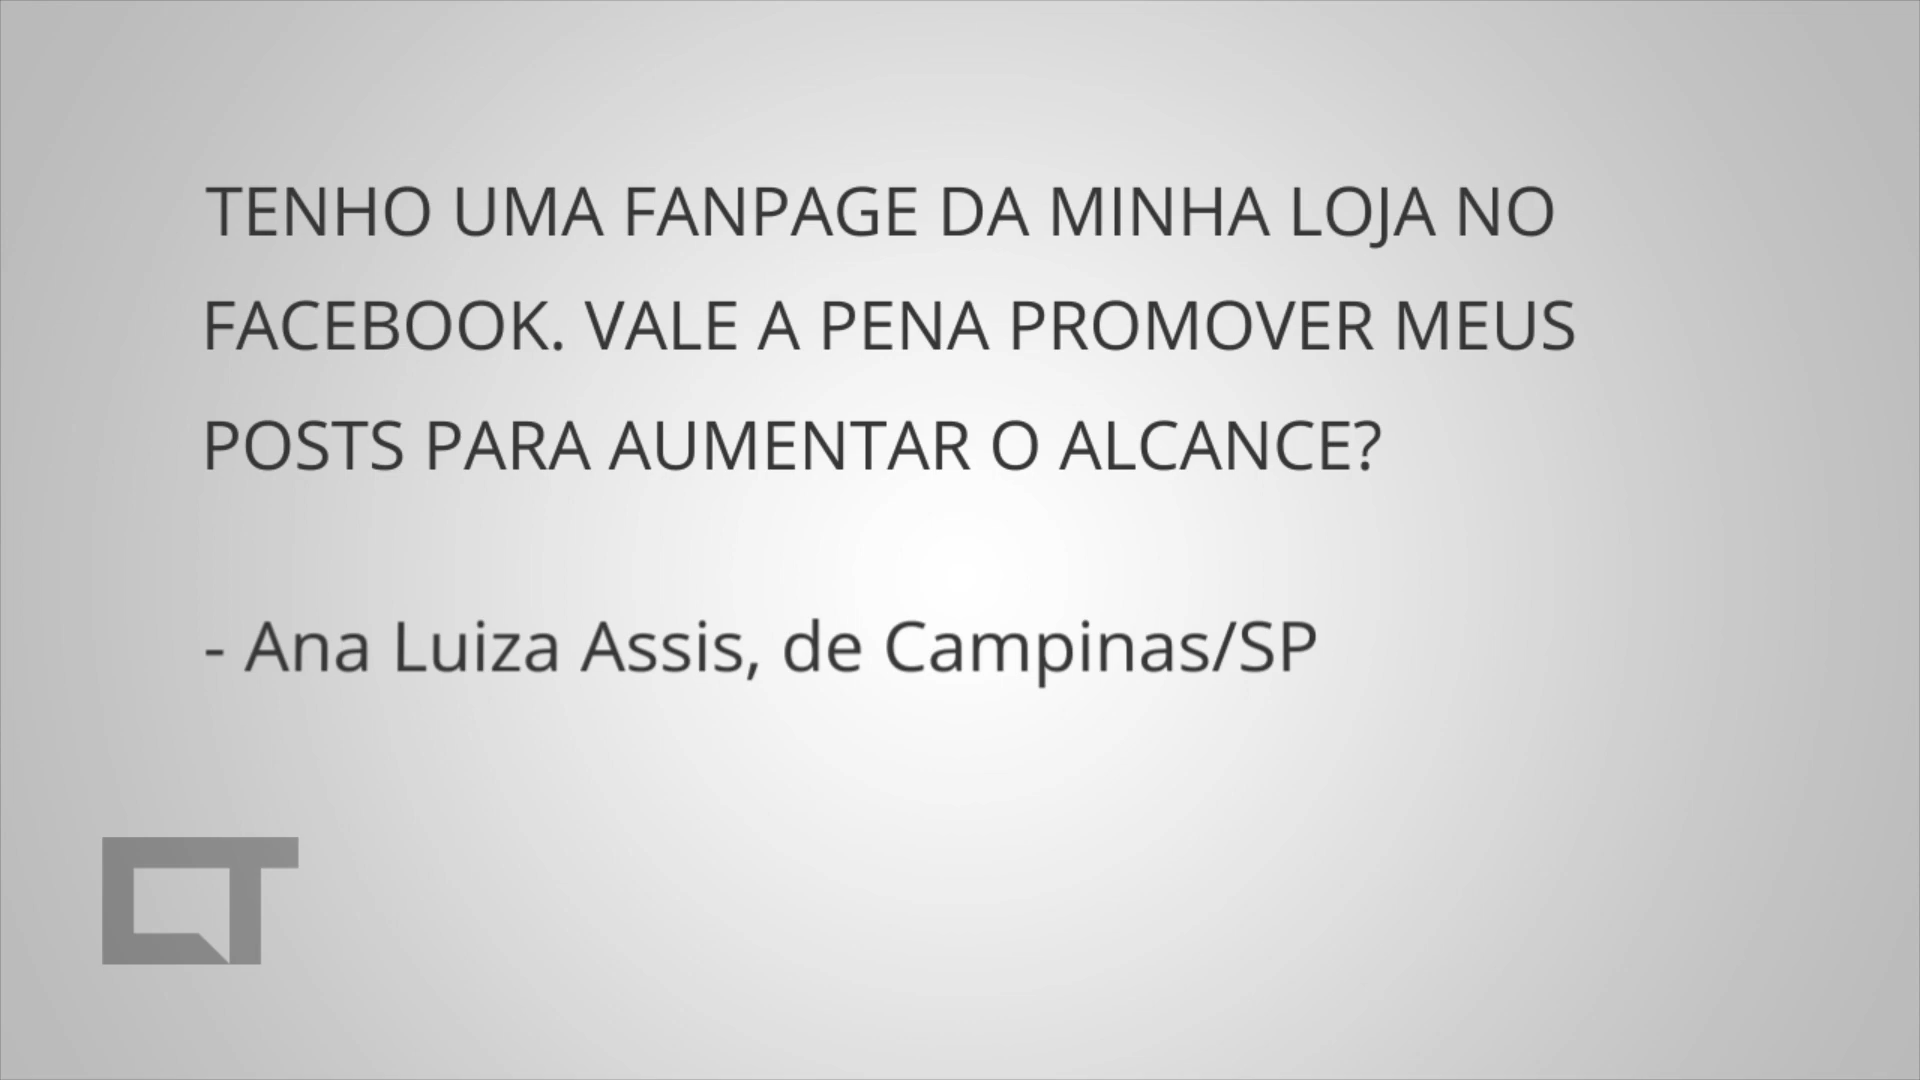 TENHO UMA FANPAGE DA MINHA LOJA NO
FACEBOOK. VALE A PENA PROMOVER MEUS
POSTS PARA AUMENTAR O ALCANCE?
- Ana Luiza Assis, de Campinas/SP
CT